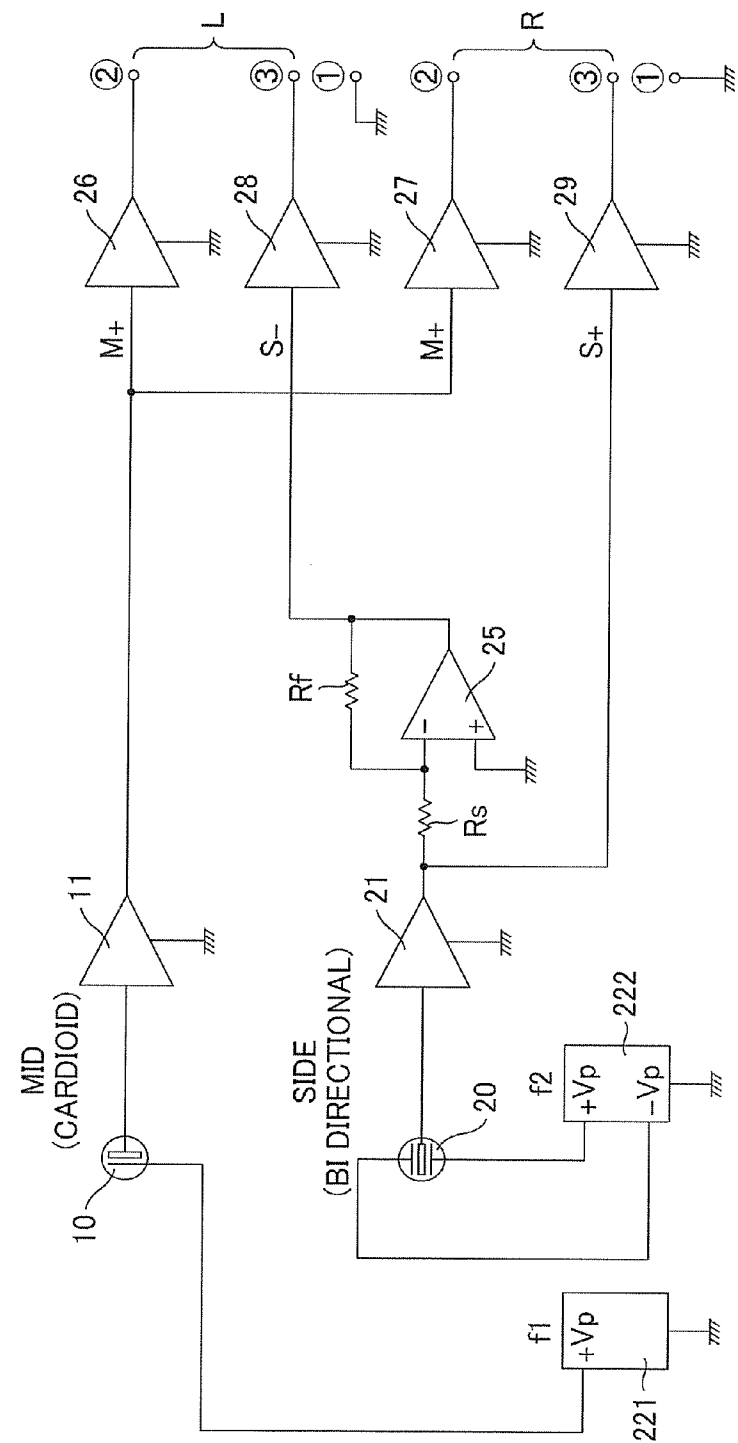 MID
(CARDIOID)
10
11
M+
26
②
L
S−
28
③
①
M+
27
②
R
S+
29
③
①
SIDE
(BI DIRECTIONAL)
20
21
Rs
Rf
−
+
25
f1
+Vp
221
f2
+Vp
−Vp
222